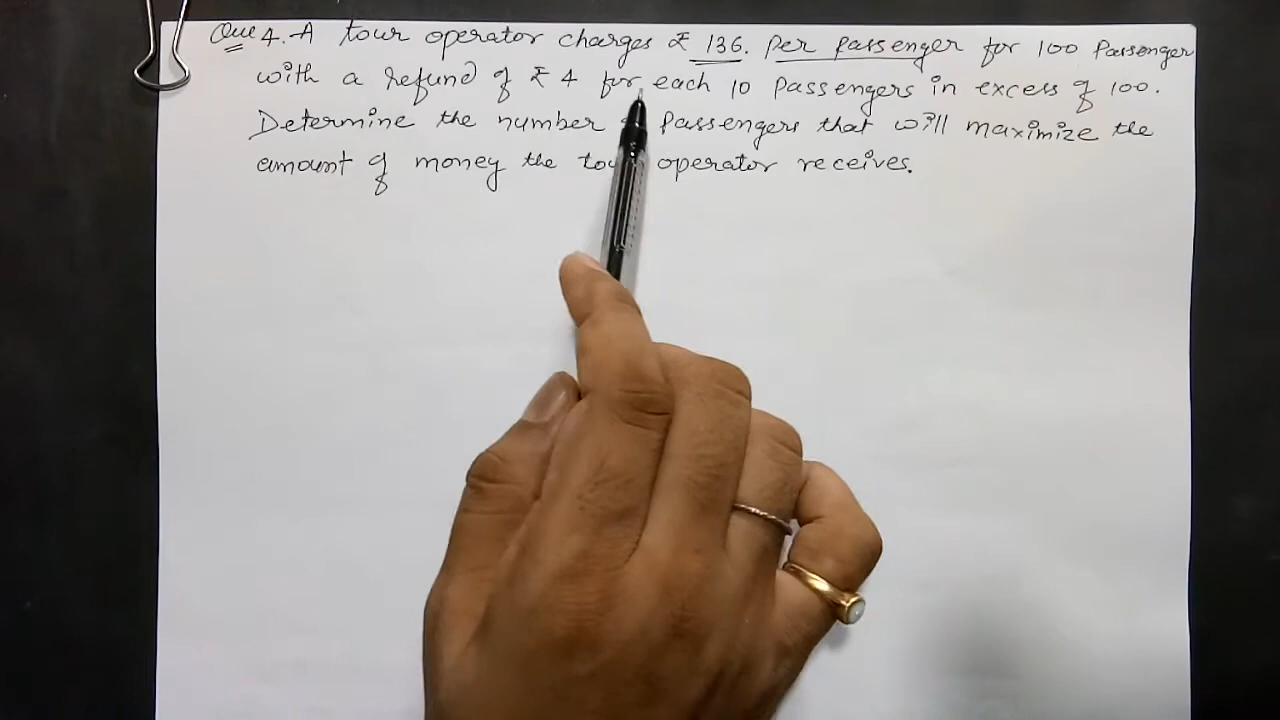 Que 4. A tour operator charges ₹ 136. per passenger for 100 Passenger
with a refund of ₹ 4 for each 10 passengers in excess of 100.
Determine the number passengers that will maximize the
amount of money the operator receives.